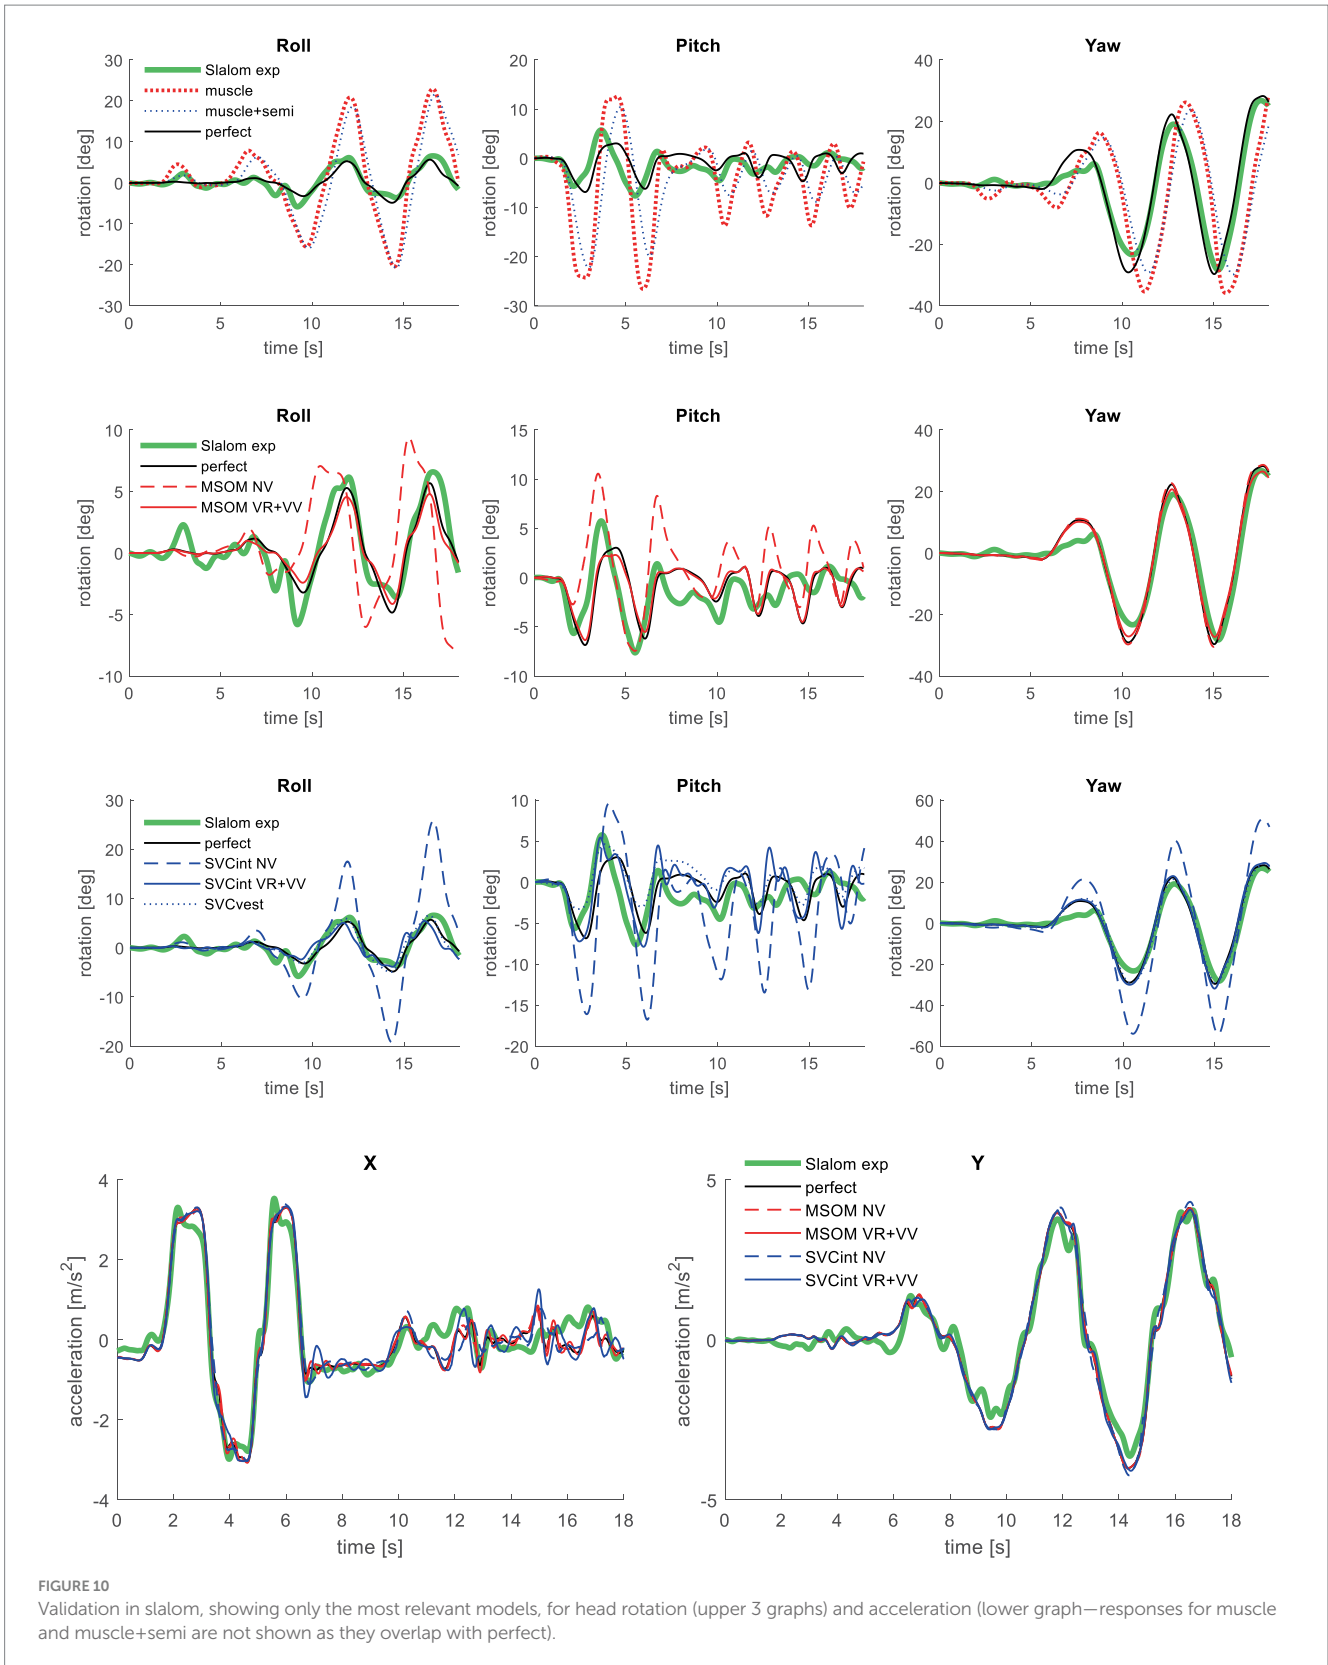 Roll
Pitch
Yaw
30
20
10
0
-10
-20
-30
rotation [deg]
Slalom exp
muscle
muscle+semi
perfect
0
5
10
15
time [s]
20
10
0
-10
-20
-30
rotation [deg]
0
5
10
15
time [s]
40
20
0
-20
-40
rotation [deg]
0
5
10
15
time [s]
Roll
Pitch
Yaw
10
5
0
-5
-10
rotation [deg]
Slalom exp
perfect
MSOM NV
MSOM VR+VV
0
5
10
15
time [s]
15
10
5
0
-5
-10
rotation [deg]
0
5
10
15
time [s]
40
20
0
-20
-40
rotation [deg]
0
5
10
15
time [s]
Roll
Pitch
Yaw
30
20
10
0
-10
-20
rotation [deg]
Slalom exp
perfect
SVCint NV
SVCint VR+VV
SVCvest
0
5
10
15
time [s]
10
5
0
-5
-10
-15
-20
rotation [deg]
0
5
10
15
time [s]
60
40
20
0
-20
-40
-60
rotation [deg]
0
5
10
15
time [s]
X
4
2
0
-2
-4
acceleration [m/s²]
0
2
4
6
8
10
12
14
16
18
time [s]
Y
Slalom exp
perfect
MSOM NV
MSOM VR+VV
SVCint NV
SVCint VR+VV
5
0
-5
acceleration [m/s²]
0
2
4
6
8
10
12
14
16
18
time [s]
FIGURE 10
Validation in slalom, showing only the most relevant models, for head rotation (upper 3 graphs) and acceleration (lower graph—responses for muscle
and muscle+semi are not shown as they overlap with perfect).